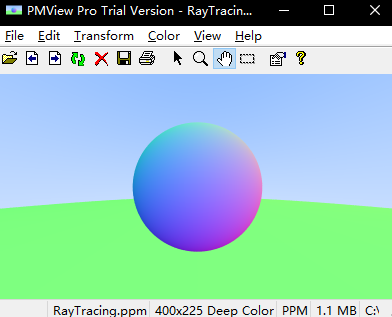 PMView Pro Trial Version - RayTracing...
File Edit Transform Color View Help
RayTracing.ppm 400x225 Deep Color PPM 1.1 MB C:\